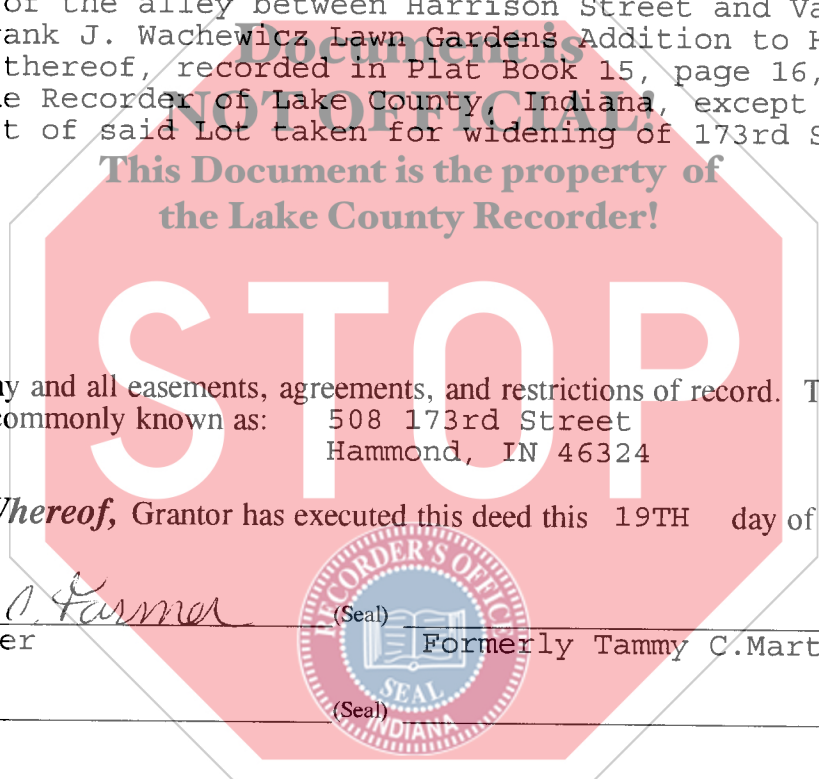 of the alley between Harrison Street and Va
rank J. Wachewicz Lawn Gardens Addition to H
Document is
thereof, recorded in Plat Book 15, page 16,
e Recorder of Lake County, Indiana, except
NOT OFFICIAL!
t of said Lot taken for widening of 173rd S
This Document is the property of
the Lake County Recorder!
STOP
ny and all easements, agreements, and restrictions of record. T
commonly known as: 508 173rd Street
Hammond, IN 46324
Whereof, Grantor has executed this deed this 19TH day of
RECORDER'S OFFICE
Farmer (Seal)
er Formerly Tammy C.Mart
SEAL
(Seal)
INDIANA